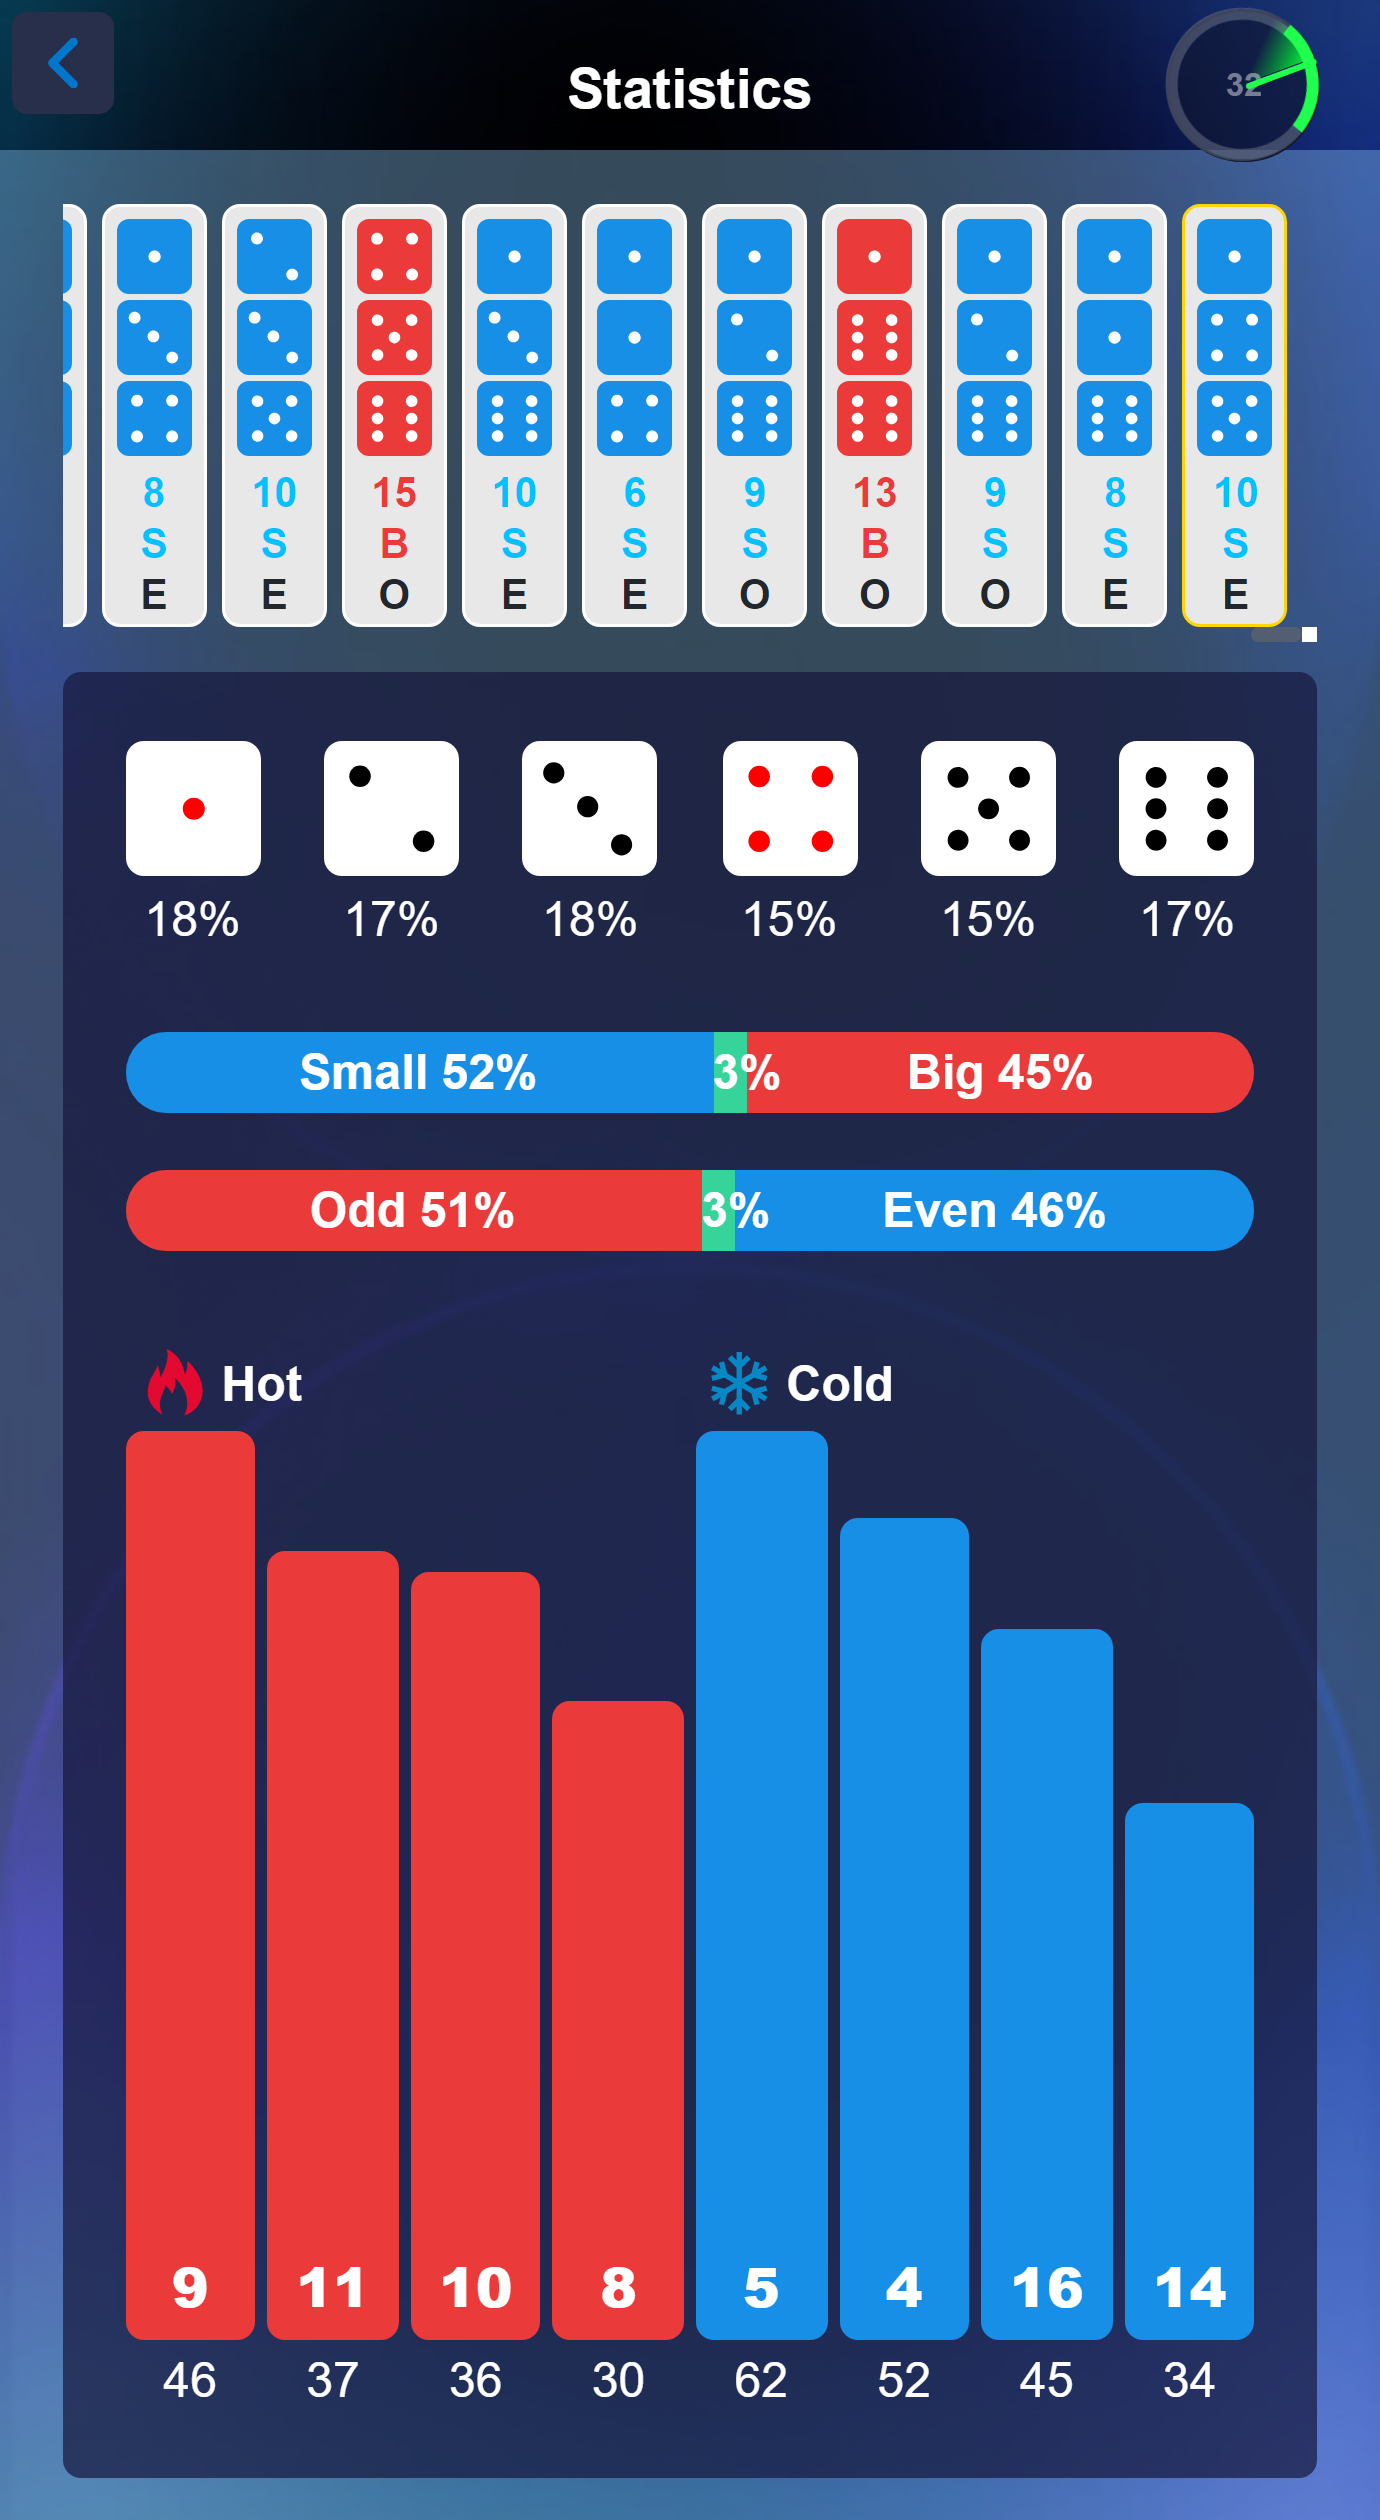 Statistics
32
8 10 15 10 6 9 13 9 8 10
S S B S S S B S S S
E E O E E O O O E E
18% 17% 18% 15% 15% 17%
Small 52% 3% Big 45%
Odd 51% 3% Even 46%
Hot Cold
9 11 10 8 5 4 16 14
46 37 36 30 62 52 45 34